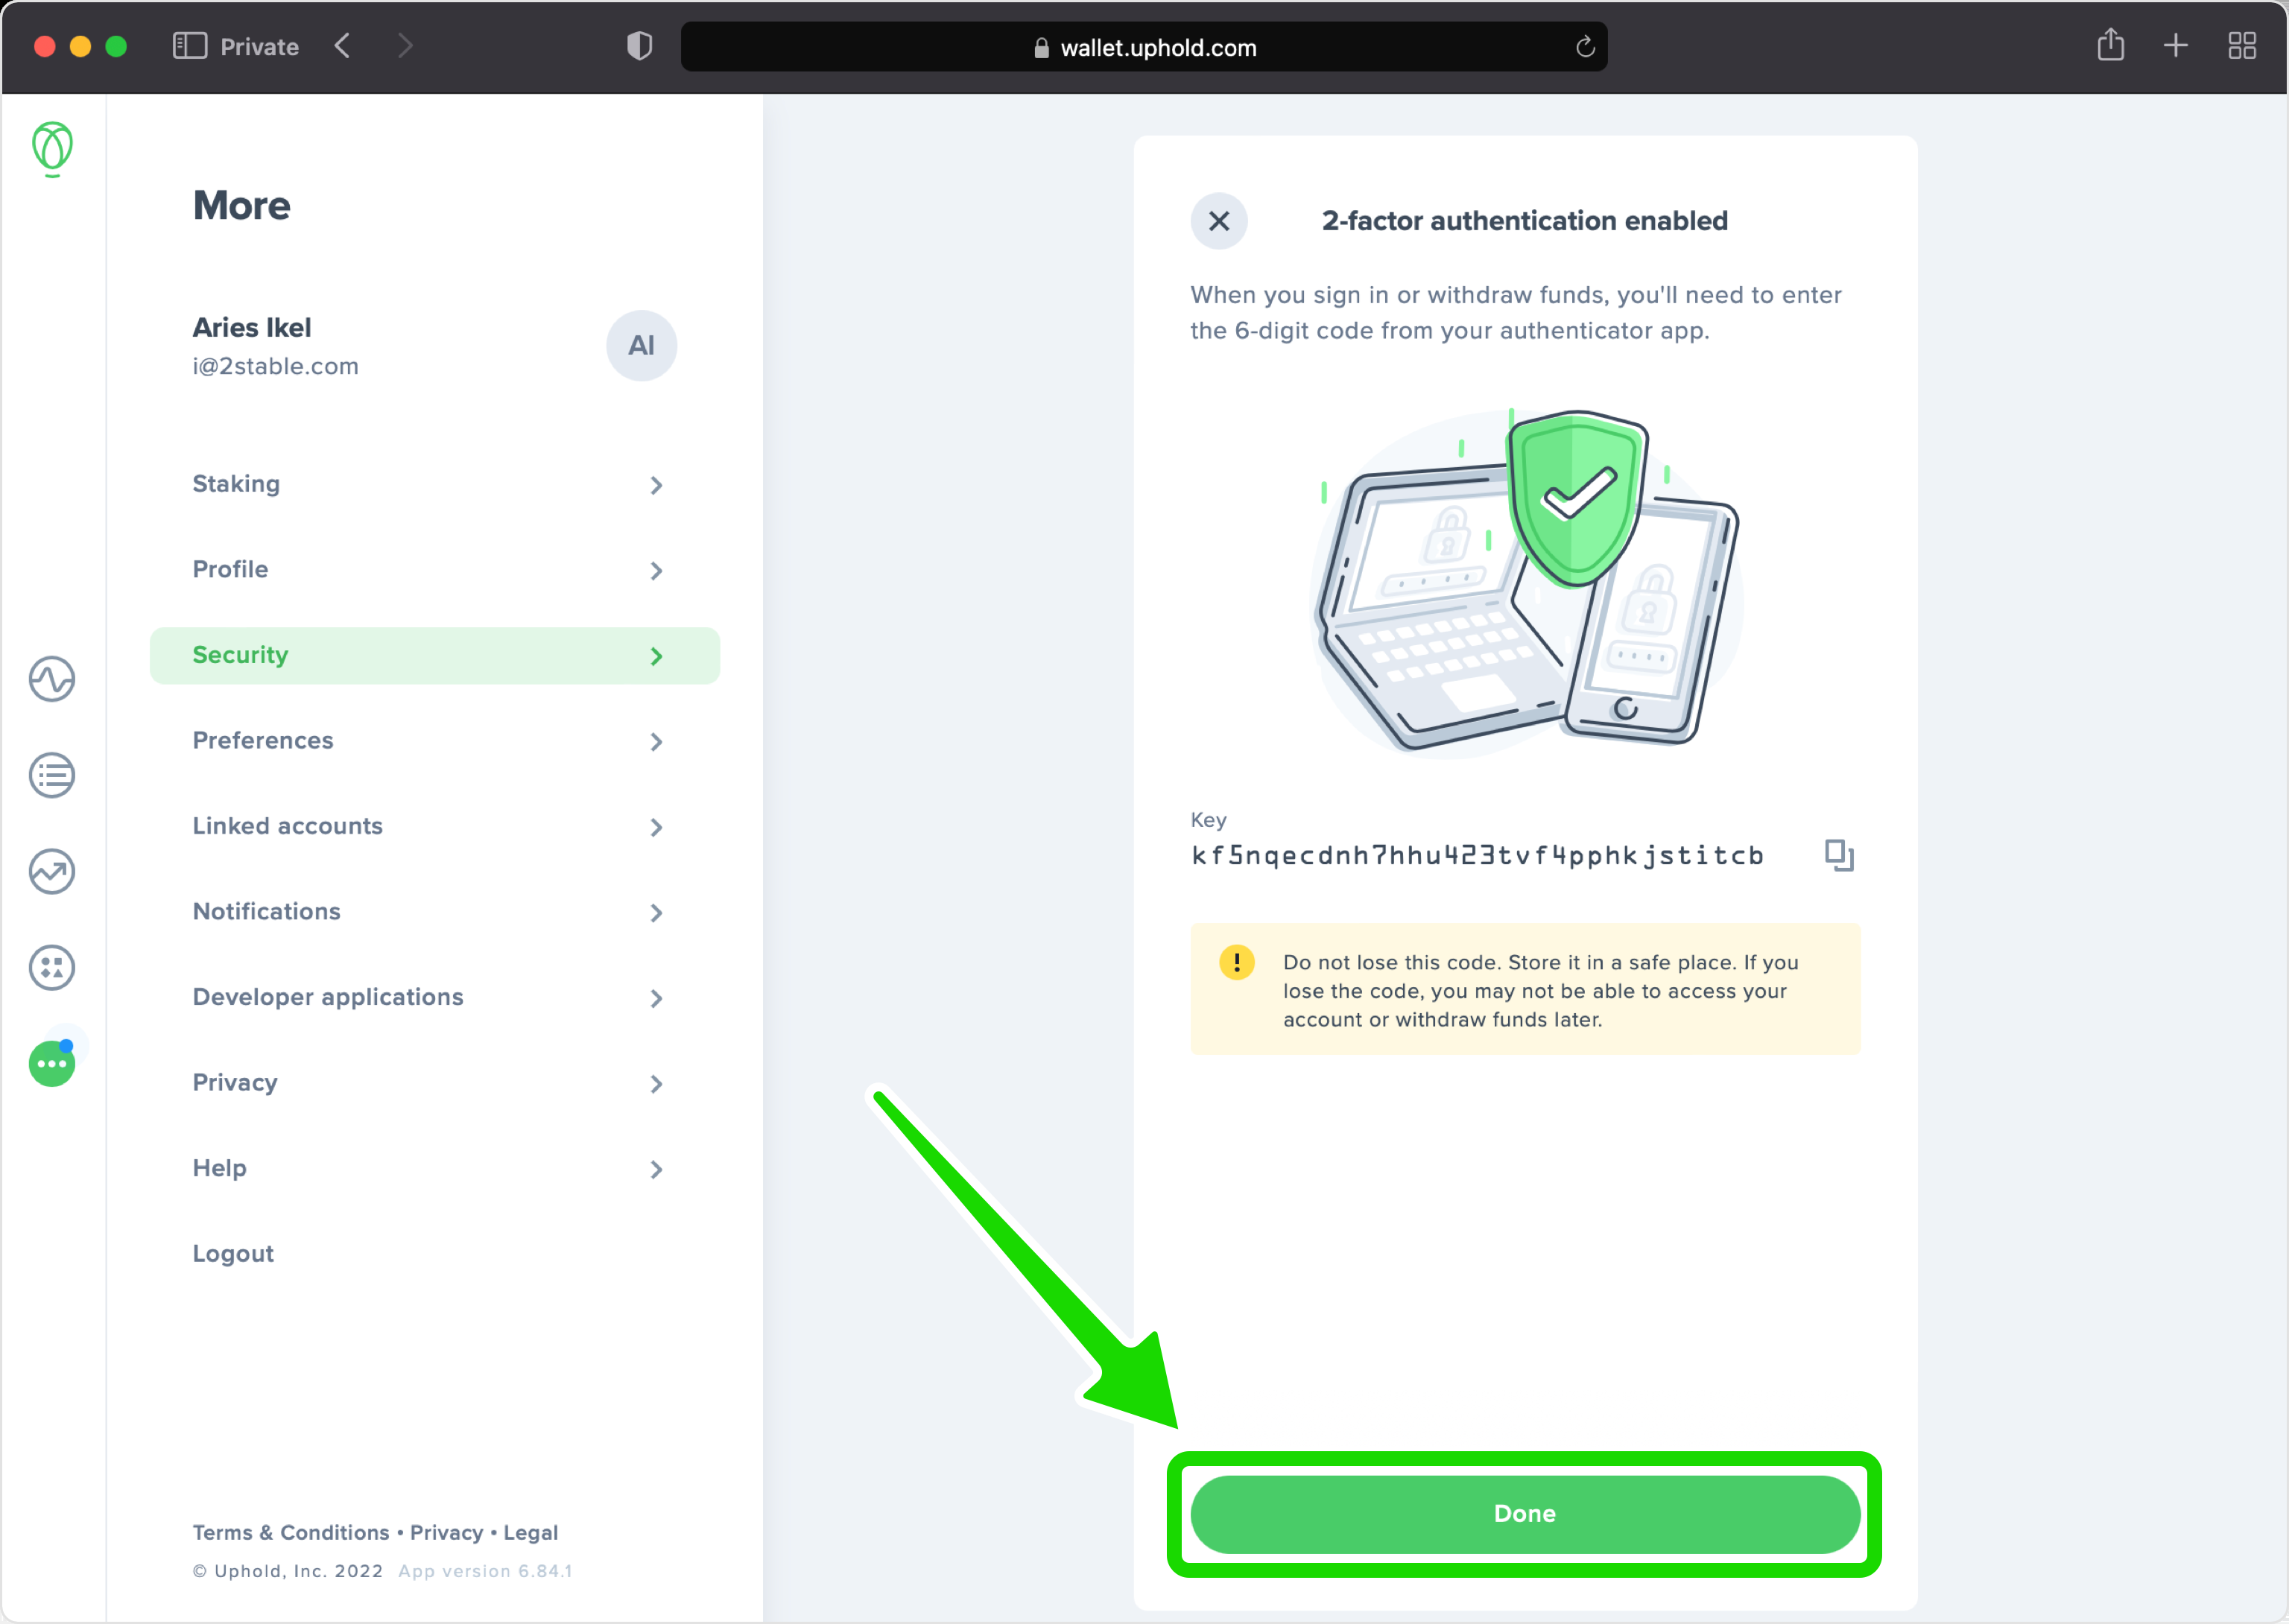 Private
wallet.uphold.com
More
Aries Ikel
i@2stable.com
AI
Staking
Profile
Security
Preferences
Linked accounts
Notifications
Developer applications
Privacy
Help
Logout
Terms & Conditions • Privacy • Legal
© Uphold, Inc. 2022 App version 6.84.1
2-factor authentication enabled
When you sign in or withdraw funds, you'll need to enter
the 6-digit code from your authenticator app.
Key
kf5nqecdnh7hhu423tvf4pphkjstitcb
Do not lose this code. Store it in a safe place. If you
lose the code, you may not be able to access your
account or withdraw funds later.
Done